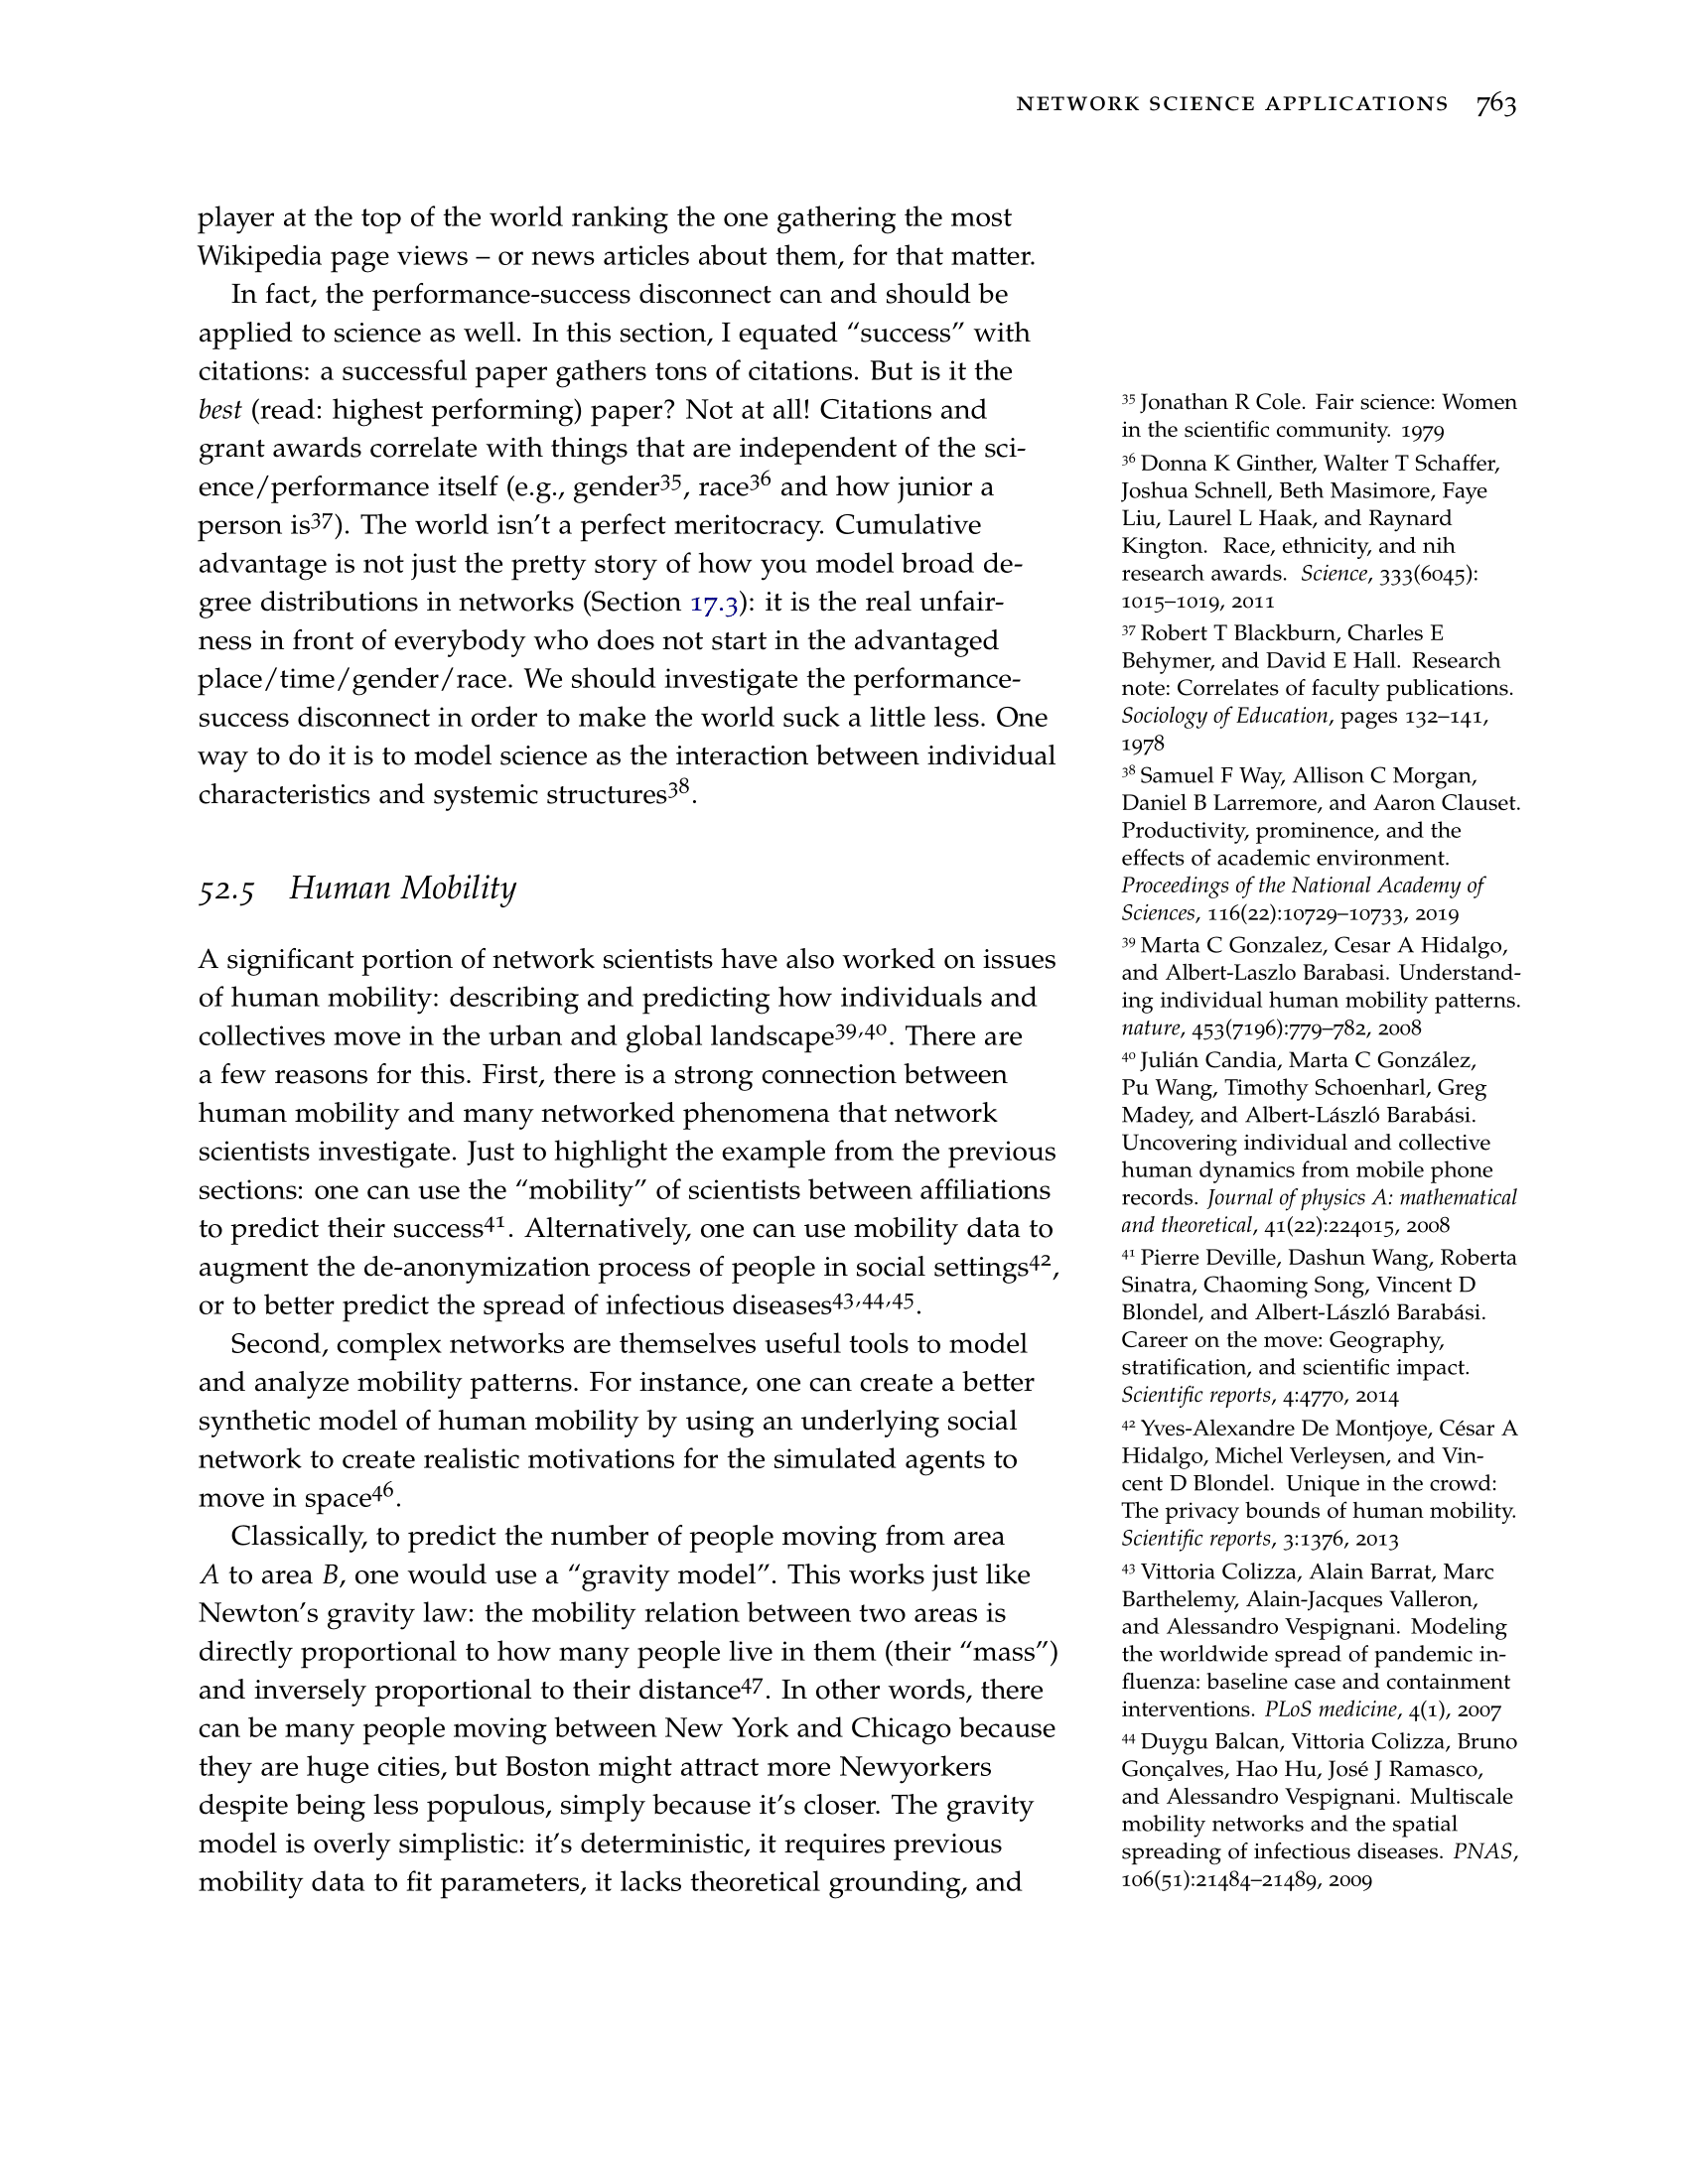 NETWORK SCIENCE APPLICATIONS 763
player at the top of the world ranking the one gathering the most
Wikipedia page views – or news articles about them, for that matter.
In fact, the performance-success disconnect can and should be
applied to science as well. In this section, I equated “success” with
citations: a successful paper gathers tons of citations. But is it the
best (read: highest performing) paper? Not at all! Citations and
grant awards correlate with things that are independent of the sci-
ence/performance itself (e.g., gender35, race36 and how junior a
person is37). The world isn’t a perfect meritocracy. Cumulative
advantage is not just the pretty story of how you model broad de-
gree distributions in networks (Section 17.3): it is the real unfair-
ness in front of everybody who does not start in the advantaged
place/time/gender/race. We should investigate the performance-
success disconnect in order to make the world suck a little less. One
way to do it is to model science as the interaction between individual
characteristics and systemic structures38.
52.5 Human Mobility
A significant portion of network scientists have also worked on issues
of human mobility: describing and predicting how individuals and
collectives move in the urban and global landscape39,40. There are
a few reasons for this. First, there is a strong connection between
human mobility and many networked phenomena that network
scientists investigate. Just to highlight the example from the previous
sections: one can use the “mobility” of scientists between affiliations
to predict their success41. Alternatively, one can use mobility data to
augment the de-anonymization process of people in social settings42,
or to better predict the spread of infectious diseases43,44,45.
Second, complex networks are themselves useful tools to model
and analyze mobility patterns. For instance, one can create a better
synthetic model of human mobility by using an underlying social
network to create realistic motivations for the simulated agents to
move in space46.
Classically, to predict the number of people moving from area
A to area B, one would use a “gravity model”. This works just like
Newton’s gravity law: the mobility relation between two areas is
directly proportional to how many people live in them (their “mass”)
and inversely proportional to their distance47. In other words, there
can be many people moving between New York and Chicago because
they are huge cities, but Boston might attract more Newyorkers
despite being less populous, simply because it’s closer. The gravity
model is overly simplistic: it’s deterministic, it requires previous
mobility data to fit parameters, it lacks theoretical grounding, and
35 Jonathan R Cole. Fair science: Women
in the scientific community. 1979
36 Donna K Ginther, Walter T Schaffer,
Joshua Schnell, Beth Masimore, Faye
Liu, Laurel L Haak, and Raynard
Kington. Race, ethnicity, and nih
research awards. Science, 333(6045):
1015–1019, 2011
37 Robert T Blackburn, Charles E
Behymer, and David E Hall. Research
note: Correlates of faculty publications.
Sociology of Education, pages 132–141,
1978
38 Samuel F Way, Allison C Morgan,
Daniel B Larremore, and Aaron Clauset.
Productivity, prominence, and the
effects of academic environment.
Proceedings of the National Academy of
Sciences, 116(22):10729–10733, 2019
39 Marta C Gonzalez, Cesar A Hidalgo,
and Albert-Laszlo Barabasi. Understand-
ing individual human mobility patterns.
nature, 453(7196):779–782, 2008
40 Julián Candia, Marta C González,
Pu Wang, Timothy Schoenharl, Greg
Madey, and Albert-László Barabási.
Uncovering individual and collective
human dynamics from mobile phone
records. Journal of physics A: mathematical
and theoretical, 41(22):224015, 2008
41 Pierre Deville, Dashun Wang, Roberta
Sinatra, Chaoming Song, Vincent D
Blondel, and Albert-László Barabási.
Career on the move: Geography,
stratification, and scientific impact.
Scientific reports, 4:4770, 2014
42 Yves-Alexandre De Montjoye, César A
Hidalgo, Michel Verleysen, and Vin-
cent D Blondel. Unique in the crowd:
The privacy bounds of human mobility.
Scientific reports, 3:1376, 2013
43 Vittoria Colizza, Alain Barrat, Marc
Barthelemy, Alain-Jacques Valleron,
and Alessandro Vespignani. Modeling
the worldwide spread of pandemic in-
fluenza: baseline case and containment
interventions. PLoS medicine, 4(1), 2007
44 Duygu Balcan, Vittoria Colizza, Bruno
Gonçalves, Hao Hu, José J Ramasco,
and Alessandro Vespignani. Multiscale
mobility networks and the spatial
spreading of infectious diseases. PNAS,
106(51):21484–21489, 2009